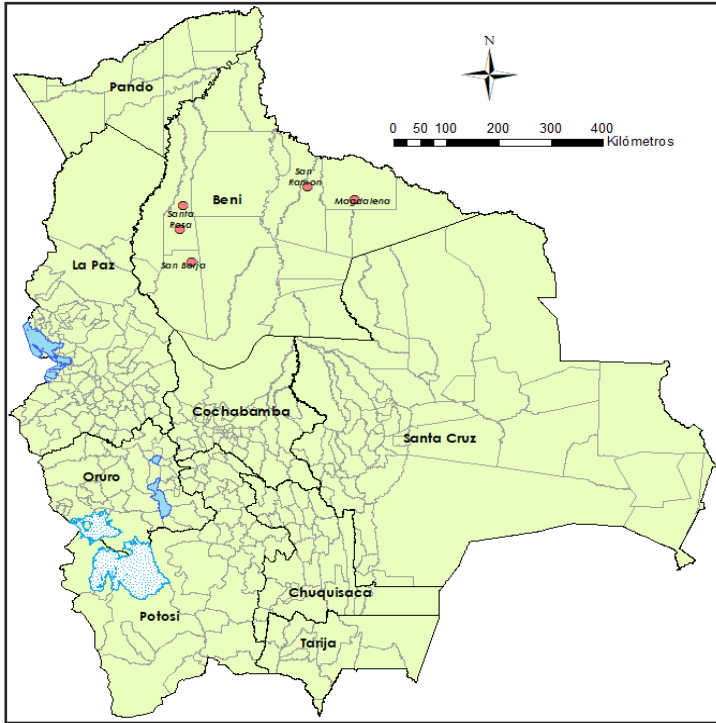 N
Pando
0 50 100 200 300 400
Kilómetros
San
Ramon
Beni
Magdalena
Santa
Rosa
La Paz
San Borja
Cochabamba
Santa Cruz
Oruro
Chuquisaca
Potosi
Tarija